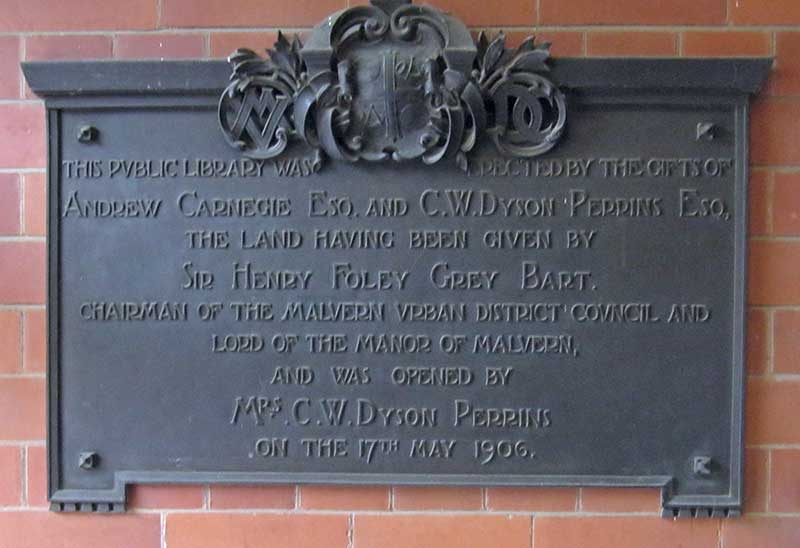 THIS PVBLIC LIBRARY WAS ERECTED BY THE GIFTS OF
ANDREW CARNEGIE ESQ. AND C.W. DYSON PERRINS ESQ,
THE LAND HAVING BEEN GIVEN BY
SIR HENRY FOLEY GREY BART.
CHAIRMAN OF THE MALVERN VRBAN DISTRICT COVNCIL AND
LORD OF THE MANOR OF MALVERN,
AND WAS OPENED BY
MRS. C.W. DYSON PERRINS
ON THE 17TH MAY 1906.